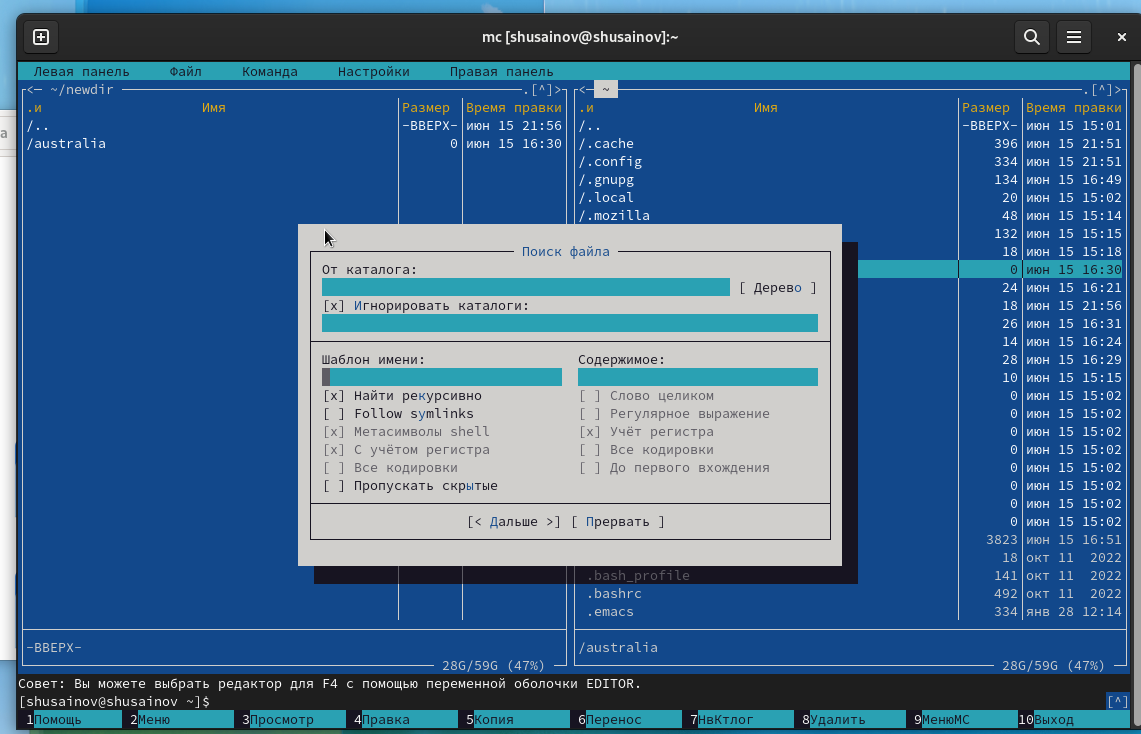 mc [shusainov@shusainov]:~
a
Левая панель Файл Команда Настройки Правая панель
<─ ~/newdir .[^]> <─ ~ .[^]>
.и Имя Размер Время правки .и Имя Размер Время правки
/.. -ВВЕРХ- июн 15 21:56 /.. -ВВЕРХ- июн 15 15:01
/australia 0 июн 15 16:30 /.cache 396 июн 15 21:51
/.config 334 июн 15 21:51
/.gnupg 134 июн 15 16:49
/.local 20 июн 15 15:02
/.mozilla 48 июн 15 15:14
132 июн 15 15:15
Поиск файла 18 июн 15 15:18
От каталога: 0 июн 15 16:30
[ Дерево ] 24 июн 15 16:21
[x] Игнорировать каталоги: 18 июн 15 21:56
26 июн 15 16:31
14 июн 15 16:24
Шаблон имени: Содержимое: 28 июн 15 16:29
10 июн 15 15:15
[x] Найти рекурсивно [ ] Слово целиком 0 июн 15 15:02
[ ] Follow symlinks [ ] Регулярное выражение 0 июн 15 15:02
[x] Метасимволы shell [x] Учёт регистра 0 июн 15 15:02
[x] С учётом регистра [ ] Все кодировки 0 июн 15 15:02
[ ] Все кодировки [ ] До первого вхождения 0 июн 15 15:02
[ ] Пропускать скрытые 0 июн 15 15:02
0 июн 15 15:02
[< Дальше >] [ Прервать ] 0 июн 15 15:02
3823 июн 15 16:51
18 окт 11 2022
.bash_profile 141 окт 11 2022
.bashrc 492 окт 11 2022
.emacs 334 янв 28 12:14
-ВВЕРХ- /australia
28G/59G (47%) 28G/59G (47%)
Совет: Вы можете выбрать редактор для F4 с помощью переменной оболочки EDITOR.
[shusainov@shusainov ~]$ [^]
1Помощь 2Меню 3Просмотр 4Правка 5Копия 6Перенос 7НвКтлог 8Удалить 9МенюМС 10Выход